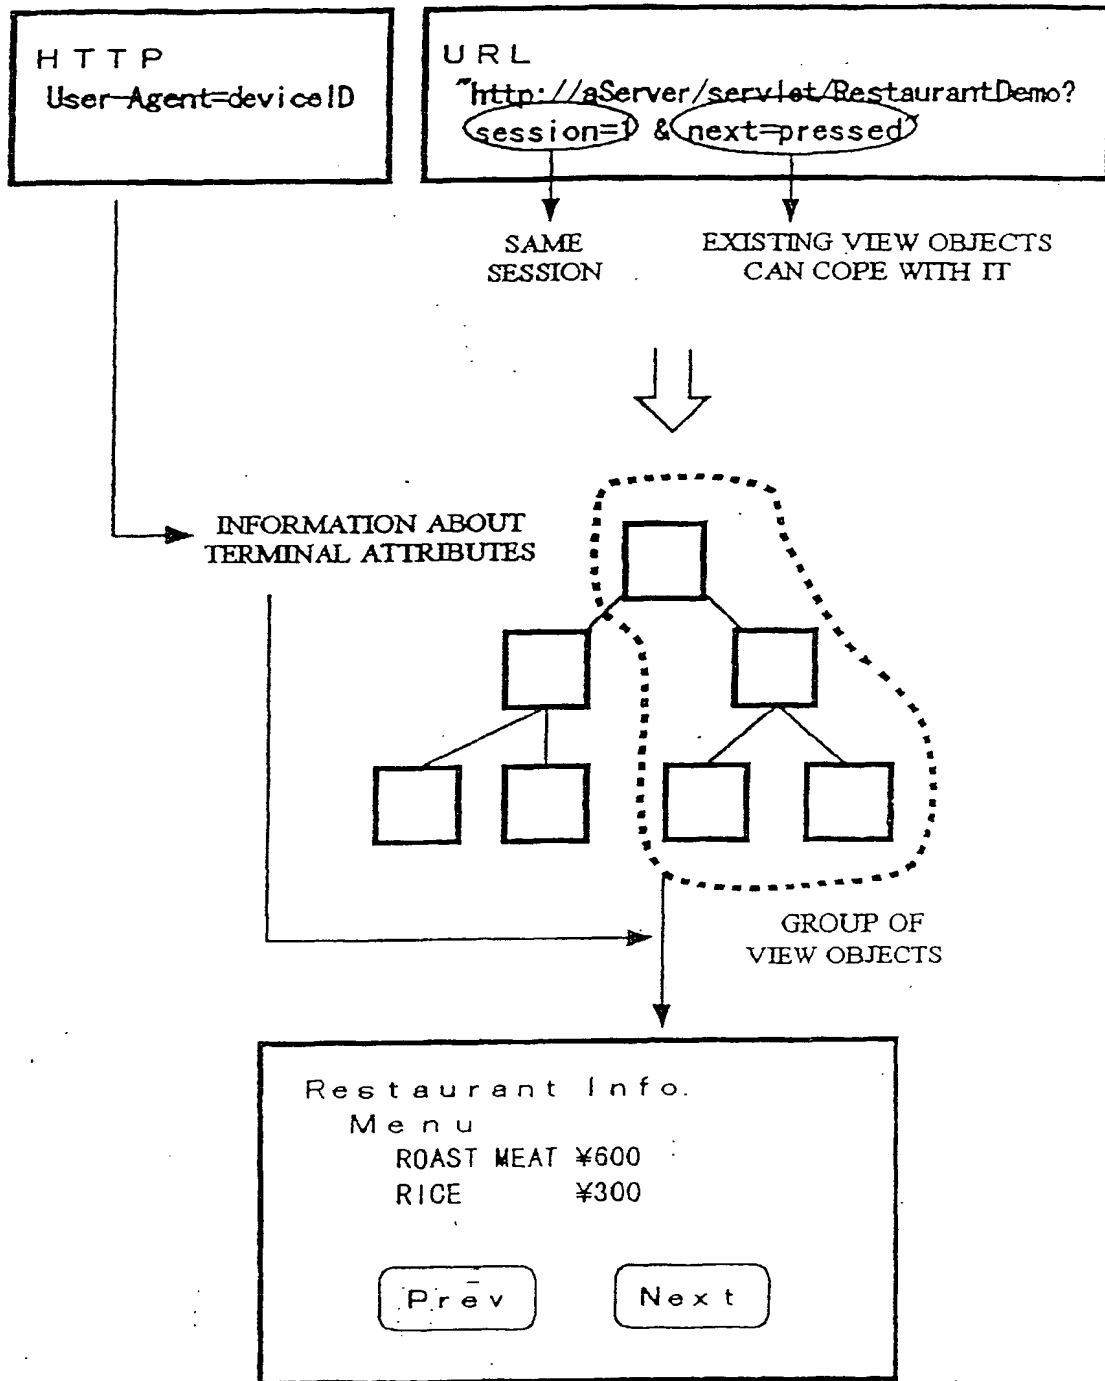 HTTP
User-Agent=deviceID
URL
"http://aServer/servlet/RestaurantDemo?
session=1 & next=pressed"
SAME
SESSION
EXISTING VIEW OBJECTS
CAN COPE WITH IT
INFORMATION ABOUT
TERMINAL ATTRIBUTES
GROUP OF
VIEW OBJECTS
Restaurant Info.
Menu
ROAST MEAT ¥600
RICE ¥300
Prev
Next